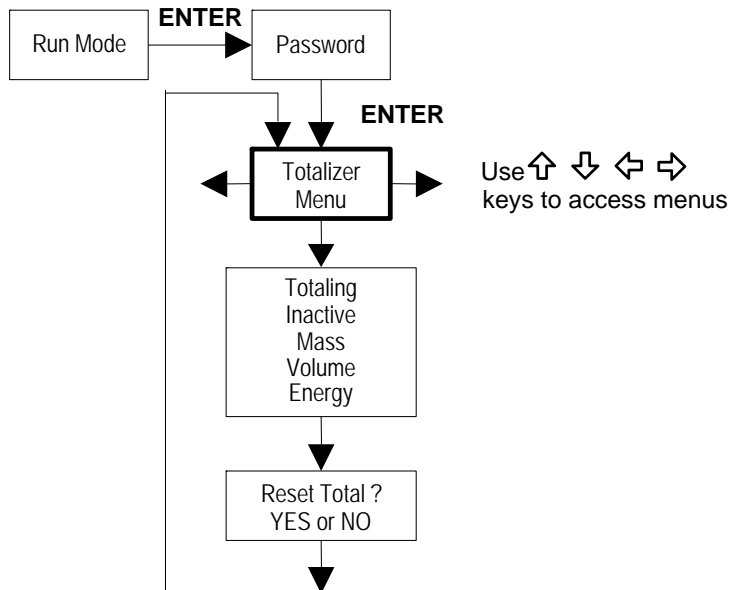 ENTER
Run Mode
Password
ENTER
Totalizer
Menu
Use
keys to access menus
Totaling
Inactive
Mass
Volume
Energy
Reset Total ?
YES or NO